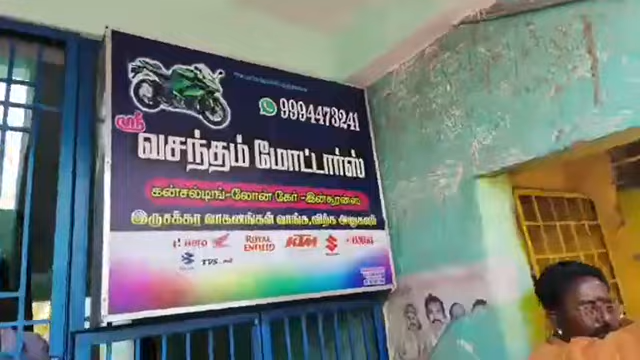 9994473241
ஸ்ரீ
வசந்தம் மோட்டார்ஸ்
கன்சல்டிங்-லோன் கேர் -இன்சூரன்ஸ்
இருசக்கர வாகனங்கள் வாங்க, விற்க அணுகவும்
Hero ROYAL ENFIELD KTM
SUZUKI TVS